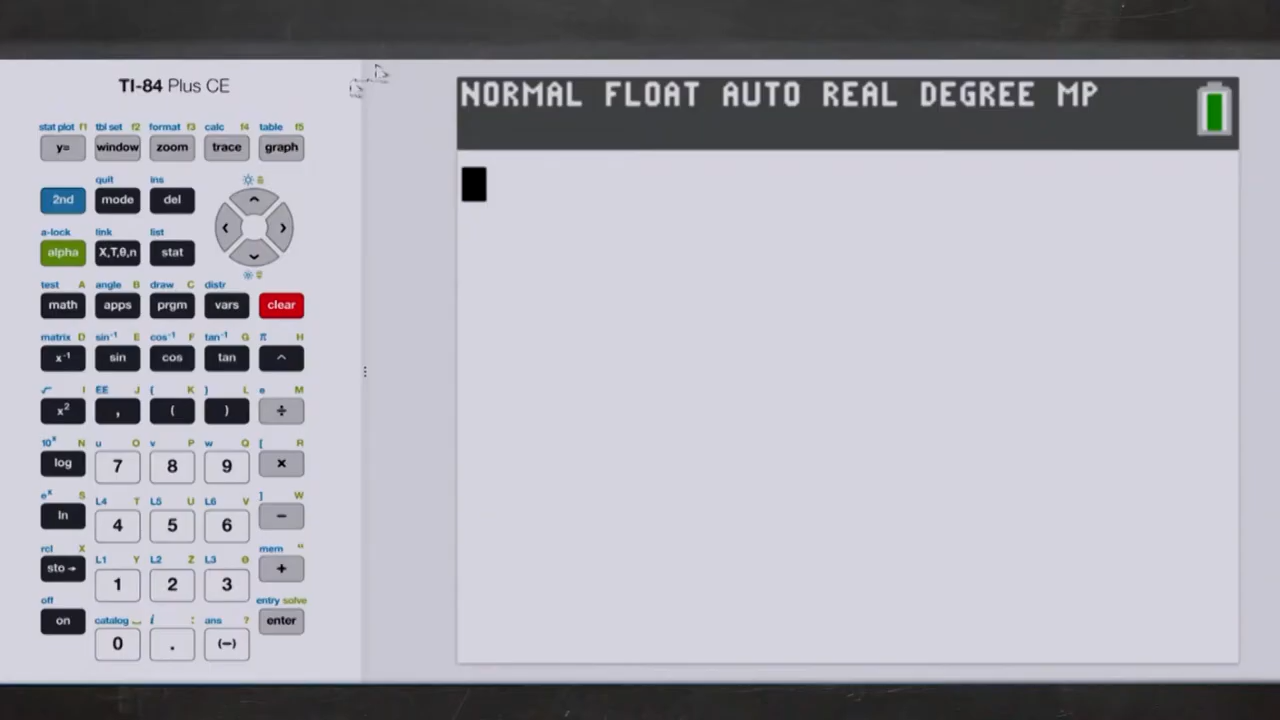 TI-84 Plus CE
NORMAL FLOAT AUTO REAL DEGREE MP
stat plot f1 tbl set f2 format f3 calc f4 table f5
y= window zoom trace graph
quit ins
2nd mode del
a-lock link list
alpha X,T,θ,n stat
test A angle B draw C distr
math apps prgm vars clear
matrix D sin⁻¹ E cos⁻¹ F tan⁻¹ G π H
x⁻¹ sin cos tan ^
√ I EE J { K } L e M
x² , ( ) ÷
10ˣ N u O v P w Q [ R
log 7 8 9 ×
eˣ S L4 T L5 U L6 V ] W
ln 4 5 6 −
rcl X L1 Y L2 Z L3 θ mem "
sto→ 1 2 3 +
off catalog ⎵ i : ans ? entry solve
on 0 . (−) enter